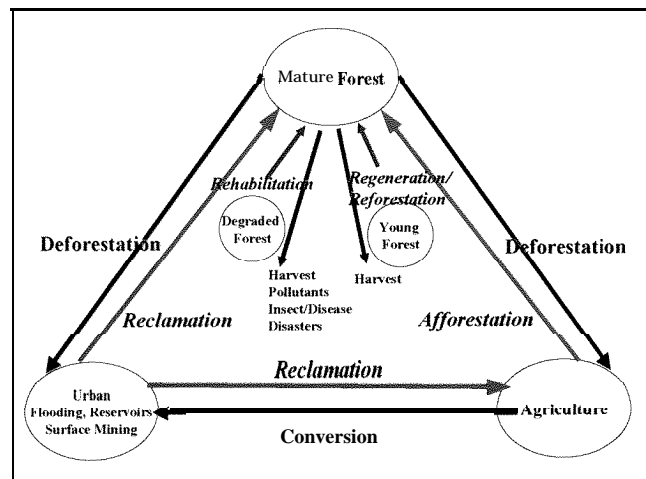 Mature Forest
Rehabilitation
Regeneration/
Reforestation
Degraded
Forest
Young
Forest
Deforestation
Deforestation
Harvest
Pollutants
Insect/Disease
Disasters
Harvest
Reclamation
Afforestation
Reclamation
Urban
Flooding, Reservoirs
Surface Mining
Agriculture
Conversion